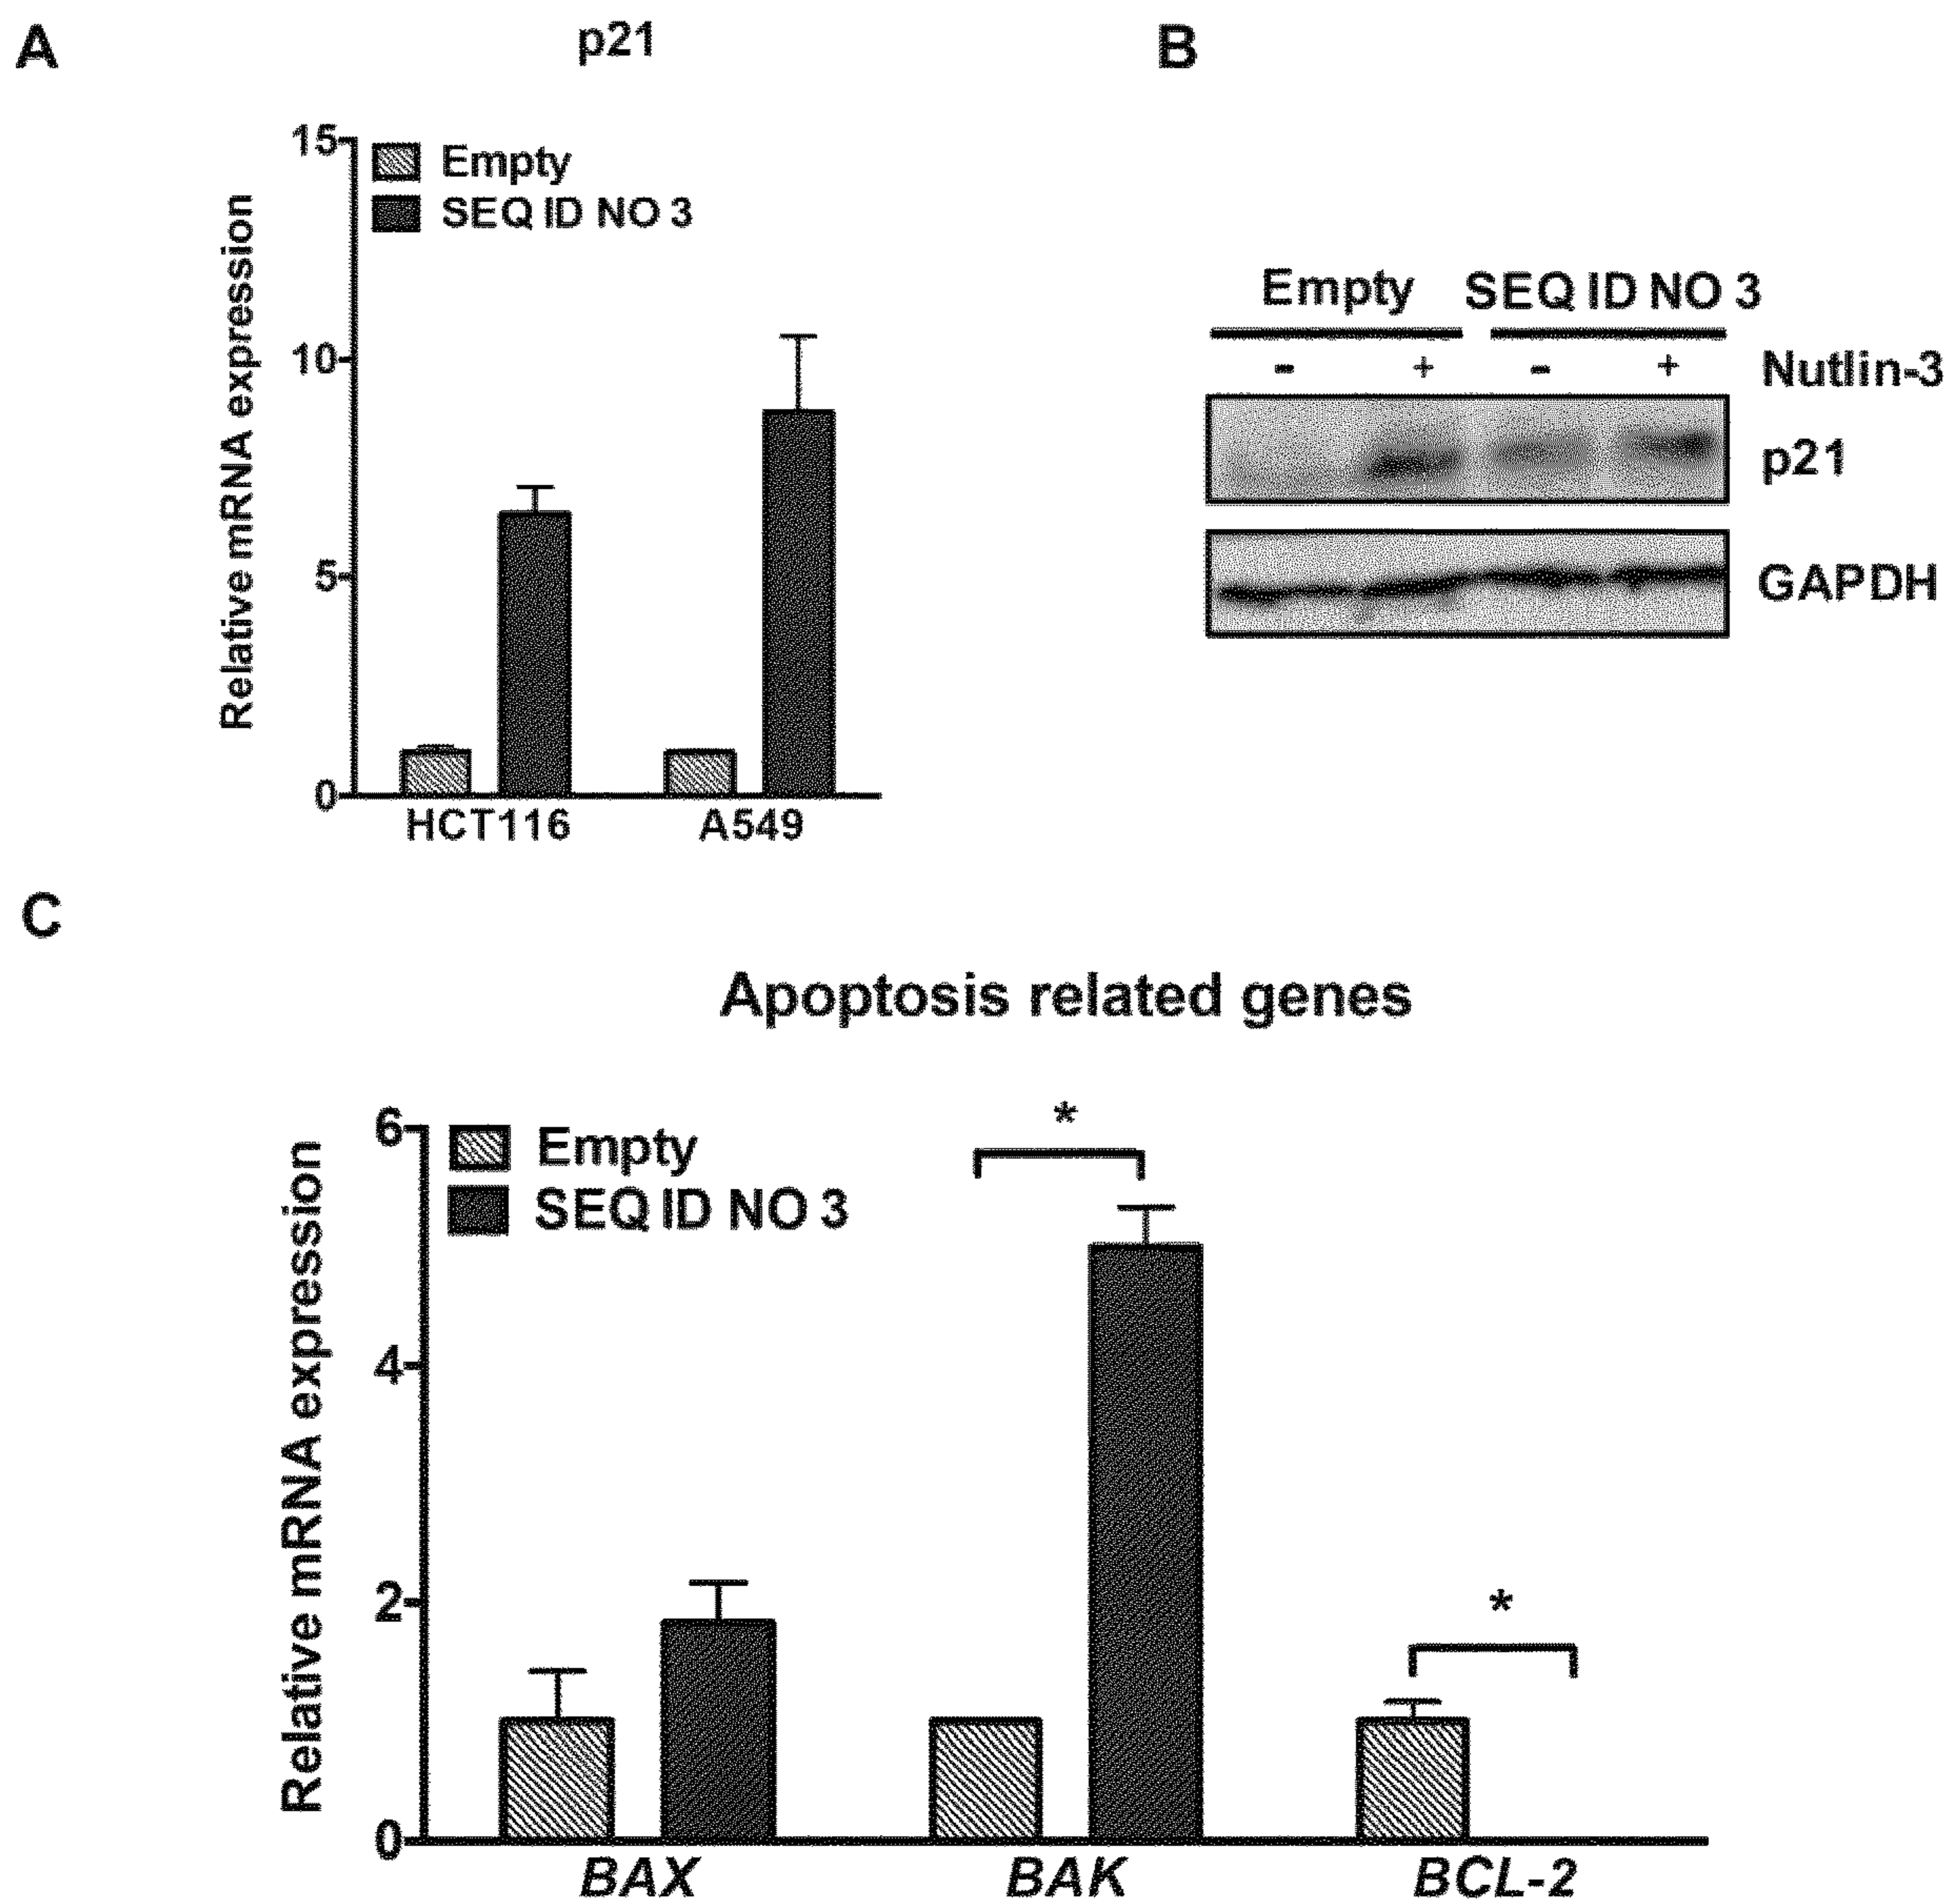 A
p21
15
10
5
0
Relative mRNA expression
Empty
SEQ ID NO 3
HCT116 A549
B
Empty SEQ ID NO 3
- + - + Nutlin-3
p21
GAPDH
C
Apoptosis related genes
6
4
2
0
Relative mRNA expression
Empty
SEQ ID NO 3
*
*
BAX BAK BCL-2